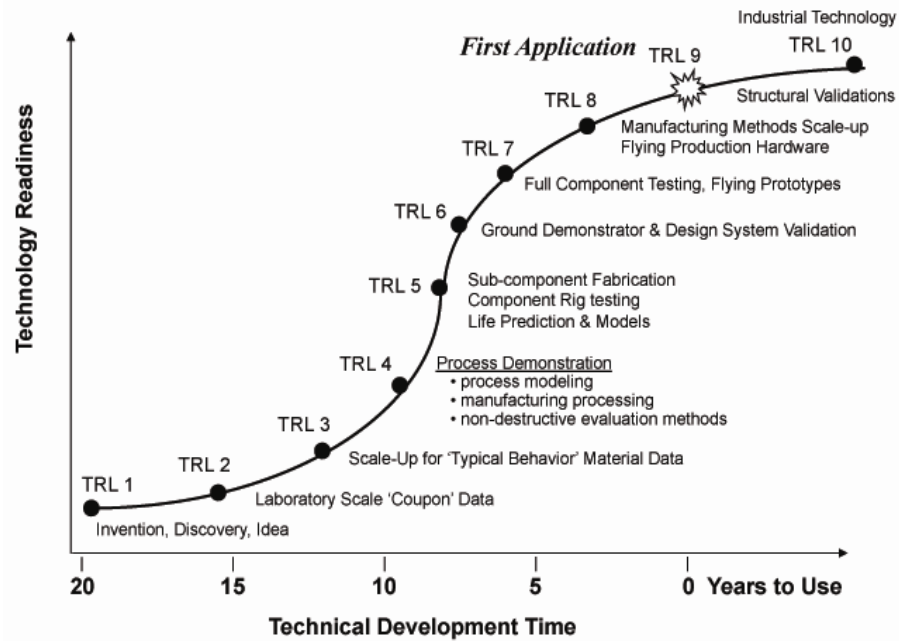 Industrial Technology
TRL 10
First Application
TRL 9
Structural Validations
TRL 8
Manufacturing Methods Scale-up
Flying Production Hardware
TRL 7
Full Component Testing, Flying Prototypes
TRL 6
Ground Demonstrator & Design System Validation
TRL 5
Sub-component Fabrication
Component Rig testing
Life Prediction & Models
TRL 4
Process Demonstration
• process modeling
• manufacturing processing
• non-destructive evaluation methods
TRL 3
Scale-Up for ‘Typical Behavior’ Material Data
TRL 2
Laboratory Scale ‘Coupon’ Data
TRL 1
Invention, Discovery, Idea
Technology Readiness
20 15 10 5 0 Years to Use
Technical Development Time